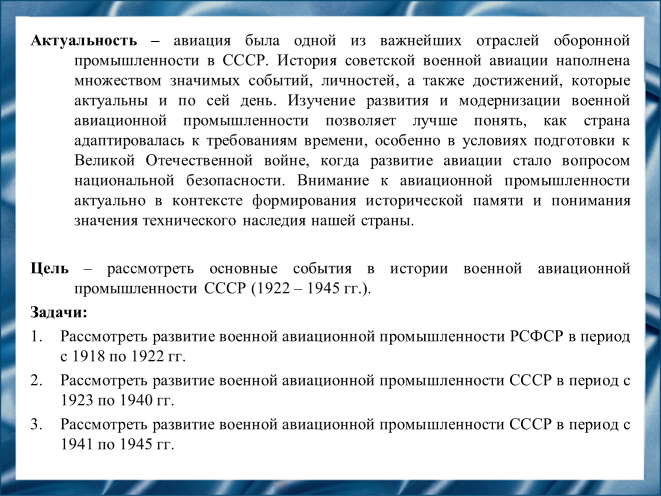 Актуальность – авиация была одной из важнейших отраслей оборонной
промышленности в СССР. История советской военной авиации наполнена
множеством значимых событий, личностей, а также достижений, которые
актуальны и по сей день. Изучение развития и модернизации военной
авиационной промышленности позволяет лучше понять, как страна
адаптировалась к требованиям времени, особенно в условиях подготовки к
Великой Отечественной войне, когда развитие авиации стало вопросом
национальной безопасности. Внимание к авиационной промышленности
актуально в контексте формирования исторической памяти и понимания
значения технического наследия нашей страны.
Цель – рассмотреть основные события в истории военной авиационной
промышленности СССР (1922 – 1945 гг.).
Задачи:
1. Рассмотреть развитие военной авиационной промышленности РСФСР в период
с 1918 по 1922 гг.
2. Рассмотреть развитие военной авиационной промышленности СССР в период с
1923 по 1940 гг.
3. Рассмотреть развитие военной авиационной промышленности СССР в период с
1941 по 1945 гг.